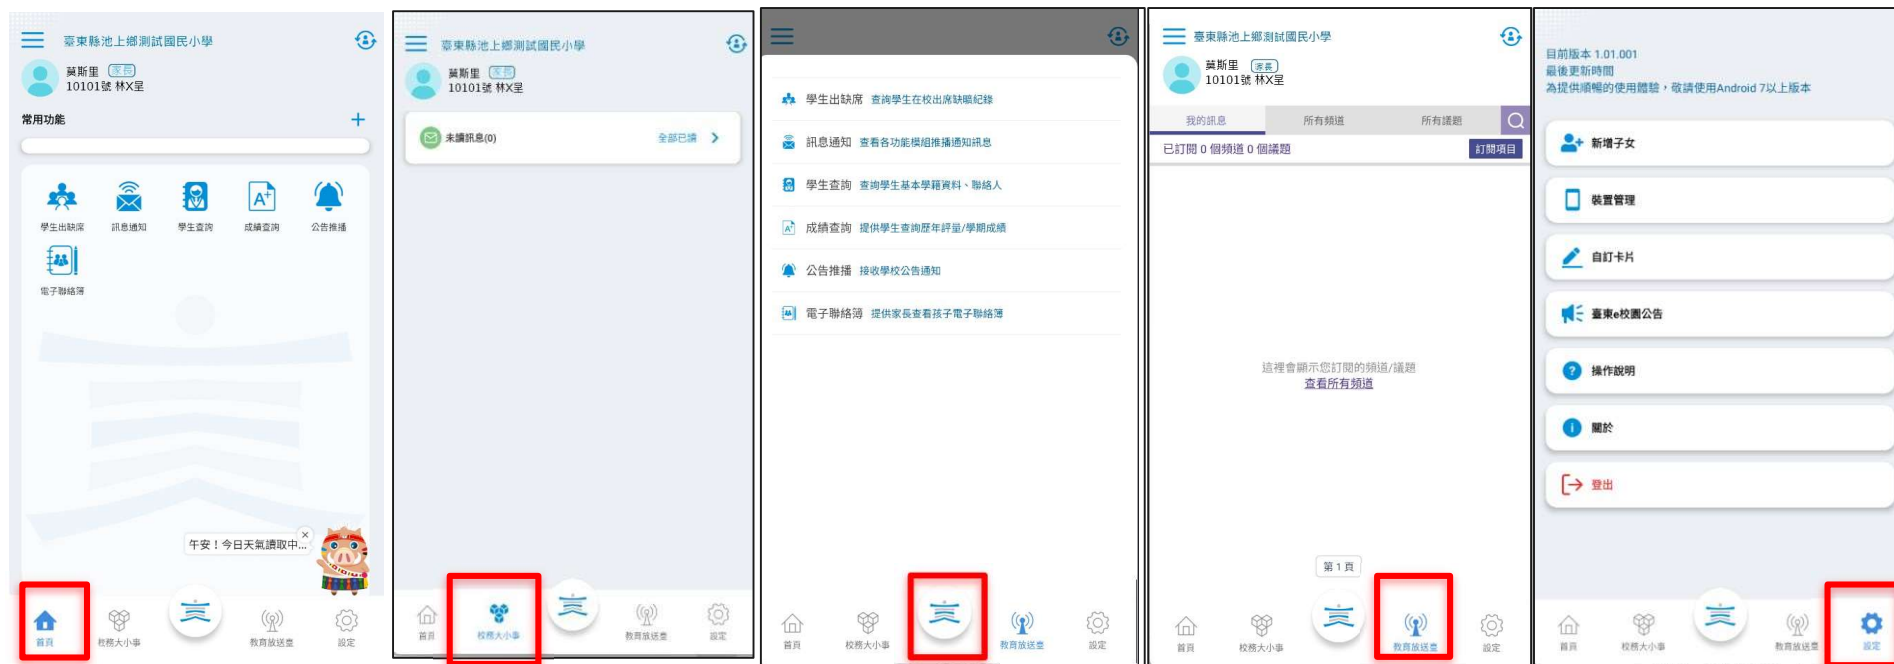 臺東縣池上鄉測試國民小學
莫斯里 家長
10101號 林X呈
常用功能
學生出缺席
訊息通知
學生查詢
成績查詢
公告推播
電子聯絡簿
午安！今日天氣讀取中...
首頁
校務大小事
教育放送臺
設定
臺東縣池上鄉測試國民小學
莫斯里 家長
10101號 林X呈
未讀訊息(0)
全部已讀
首頁
校務大小事
教育放送臺
設定
學生出缺席 查詢學生在校出席缺曠紀錄
訊息通知 查看各功能模組推播通知訊息
學生查詢 查詢學生基本學籍資料、聯絡人
成績查詢 提供學生查詢歷年評量/學期成績
公告推播 接收學校公告通知
電子聯絡簿 提供家長查看孩子電子聯絡簿
首頁
校務大小事
教育放送臺
設定
臺東縣池上鄉測試國民小學
莫斯里 家長
10101號 林X呈
我的訊息
所有頻道
所有議題
已訂閱 0 個頻道 0 個議題
訂閱項目
這裡會顯示您訂閱的頻道/議題
查看所有頻道
第 1 頁
首頁
校務大小事
教育放送臺
設定
目前版本 1.01.001
最後更新時間
為提供順暢的使用體驗，敬請使用Android 7以上版本
新增子女
裝置管理
自訂卡片
臺東e校園公告
操作說明
關於
登出
首頁
校務大小事
教育放送臺
設定